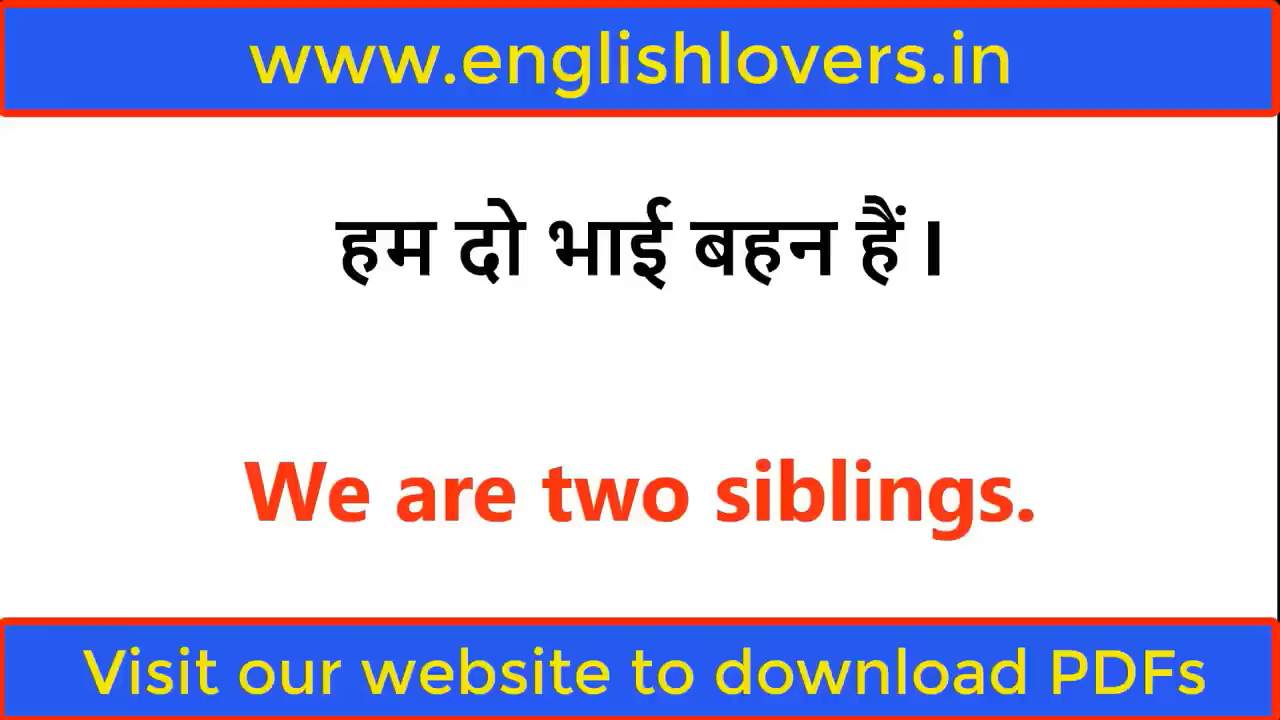 www.englishlovers.in
हम दो भाई बहन हैं।
We are two siblings.
Visit our website to download PDFs